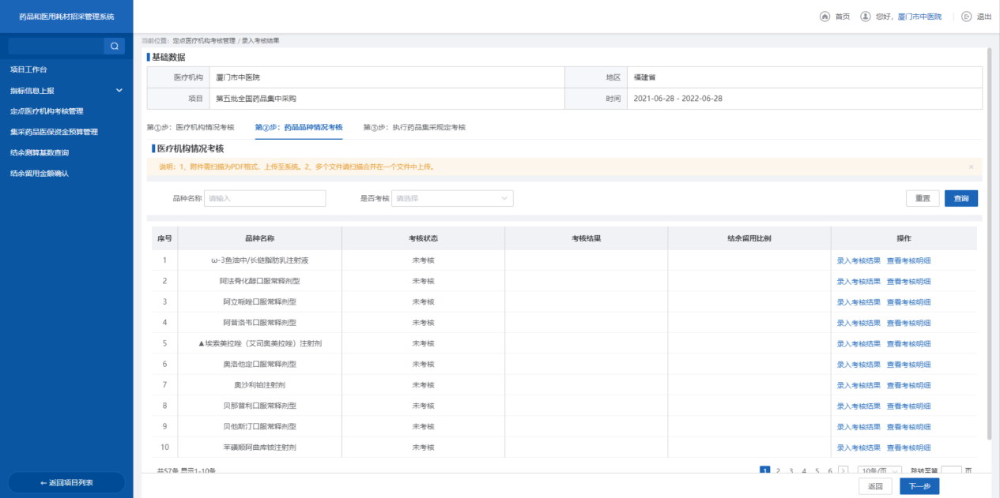 药品和医用耗材招采管理系统
首页 您好，厦门市中医院 退出
当前位置：定点医疗机构考核管理 / 录入考核结果
项目工作台
指标信息上报
定点医疗机构考核管理
集采药品医保资金预算管理
结余测算基数查询
结余留用金额确认
←返回项目列表
基础数据
医疗机构 厦门市中医院 地区 福建省
项目 第五批全国药品集中采购 时间 2021-06-28 - 2022-06-28
第①步：医疗机构情况考核 第②步：药品品种情况考核 第③步：执行药品集采规定考核
医疗机构情况考核
说明：1、附件需扫描为PDF格式、上传至系统。2、多个文件请扫描合并在一个文件中上传。 ×
品种名称 请输入 是否考核 请选择 重置 查询
序号 品种名称 考核状态 考核结果 结余留用比例 操作
1 ω-3鱼油中/长链脂肪乳注射液 未考核 录入考核结果 查看考核明细
2 阿法骨化醇口服常释剂型 未考核 录入考核结果 查看考核明细
3 阿立哌唑口服常释剂型 未考核 录入考核结果 查看考核明细
4 阿昔洛韦口服常释剂型 未考核 录入考核结果 查看考核明细
5 ▲埃索美拉唑（艾司奥美拉唑）注射剂 未考核 录入考核结果 查看考核明细
6 奥洛他定口服常释剂型 未考核 录入考核结果 查看考核明细
7 奥沙利铂注射剂 未考核 录入考核结果 查看考核明细
8 贝那普利口服常释剂型 未考核 录入考核结果 查看考核明细
9 贝他斯汀口服常释剂型 未考核 录入考核结果 查看考核明细
10 苯磺顺阿曲库铵注射剂 未考核 录入考核结果 查看考核明细
共57条 显示1-10条 1 2 3 4 5 6 > 10条/页 跳转至第 页
返回 下一步